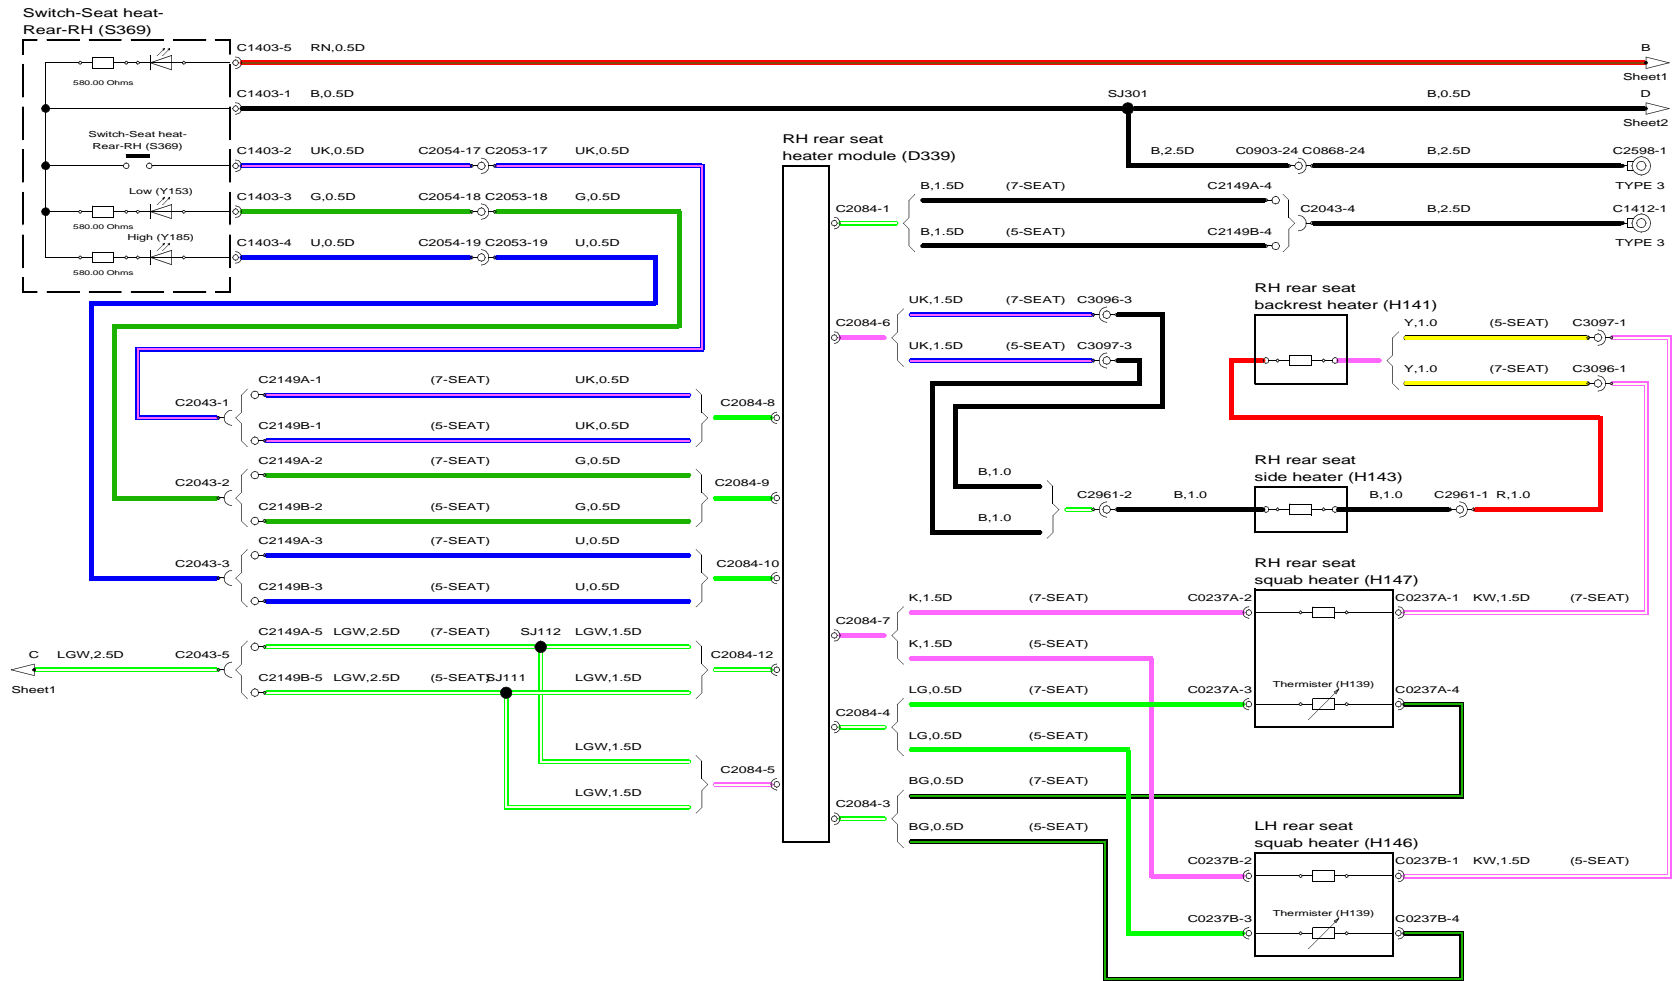 Switch-Seat heat-
Rear-RH (S369)
C1403-5 RN,0.5D
B
Sheet1
580.00 Ohms
C1403-1 B,0.5D
SJ301
B,0.5D
D
Sheet2
Switch-Seat heat-
Rear-RH (S369)
C1403-2 UK,0.5D
C2054-17 C2053-17 UK,0.5D
RH rear seat
heater module (D339)
B,2.5D C0903-24 C0868-24 B,2.5D C2598-1
TYPE 3
Low (Y153)
C1403-3 G,0.5D
C2054-18 C2053-18 G,0.5D
580.00 Ohms
B,1.5D (7-SEAT) C2149A-4
C2084-1
C2043-4 B,2.5D C1412-1
TYPE 3
B,1.5D (5-SEAT) C2149B-4
High (Y185)
C1403-4 U,0.5D
C2054-19 C2053-19 U,0.5D
580.00 Ohms
UK,1.5D (7-SEAT) C3096-3
C2084-6
UK,1.5D (5-SEAT) C3097-3
RH rear seat
backrest heater (H141)
Y,1.0 (5-SEAT) C3097-1
Y,1.0 (7-SEAT) C3096-1
C2149A-1 (7-SEAT) UK,0.5D
C2043-1
C2084-8
C2149B-1 (5-SEAT) UK,0.5D
C2149A-2 (7-SEAT) G,0.5D
C2043-2
C2084-9
C2149B-2 (5-SEAT) G,0.5D
B,1.0
B,1.0
C2961-2 B,1.0
RH rear seat
side heater (H143)
B,1.0 C2961-1 R,1.0
C2149A-3 (7-SEAT) U,0.5D
C2043-3
C2084-10
C2149B-3 (5-SEAT) U,0.5D
RH rear seat
squab heater (H147)
K,1.5D (7-SEAT) C0237A-2
C0237A-1 KW,1.5D (7-SEAT)
C2084-7
K,1.5D (5-SEAT)
C2149A-5 LGW,2.5D (7-SEAT) SJ112 LGW,1.5D
C LGW,2.5D C2043-5
Sheet1
C2084-12
C2149B-5 LGW,2.5D (5-SEAT) SJ111 LGW,1.5D
LG,0.5D (7-SEAT) C0237A-3
Thermister (H139)
C0237A-4
C2084-4
LG,0.5D (5-SEAT)
LGW,1.5D
C2084-5
LGW,1.5D
BG,0.5D (7-SEAT)
C2084-3
BG,0.5D (5-SEAT)
LH rear seat
squab heater (H146)
C0237B-2
C0237B-1 KW,1.5D (5-SEAT)
C0237B-3
Thermister (H139)
C0237B-4